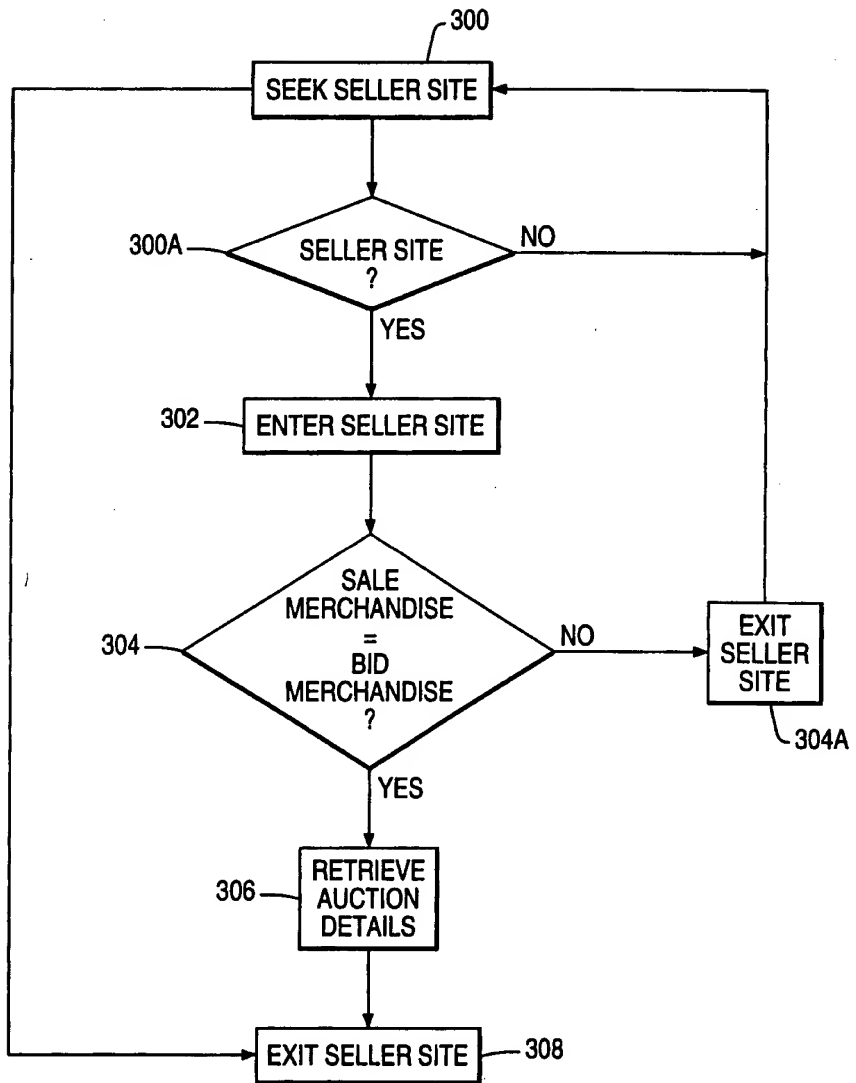 300
SEEK SELLER SITE
300A
SELLER SITE
?
NO
YES
302
ENTER SELLER SITE
304
SALE
MERCHANDISE
=
BID
MERCHANDISE
?
NO
EXIT
SELLER
SITE
304A
YES
306
RETRIEVE
AUCTION
DETAILS
EXIT SELLER SITE
308